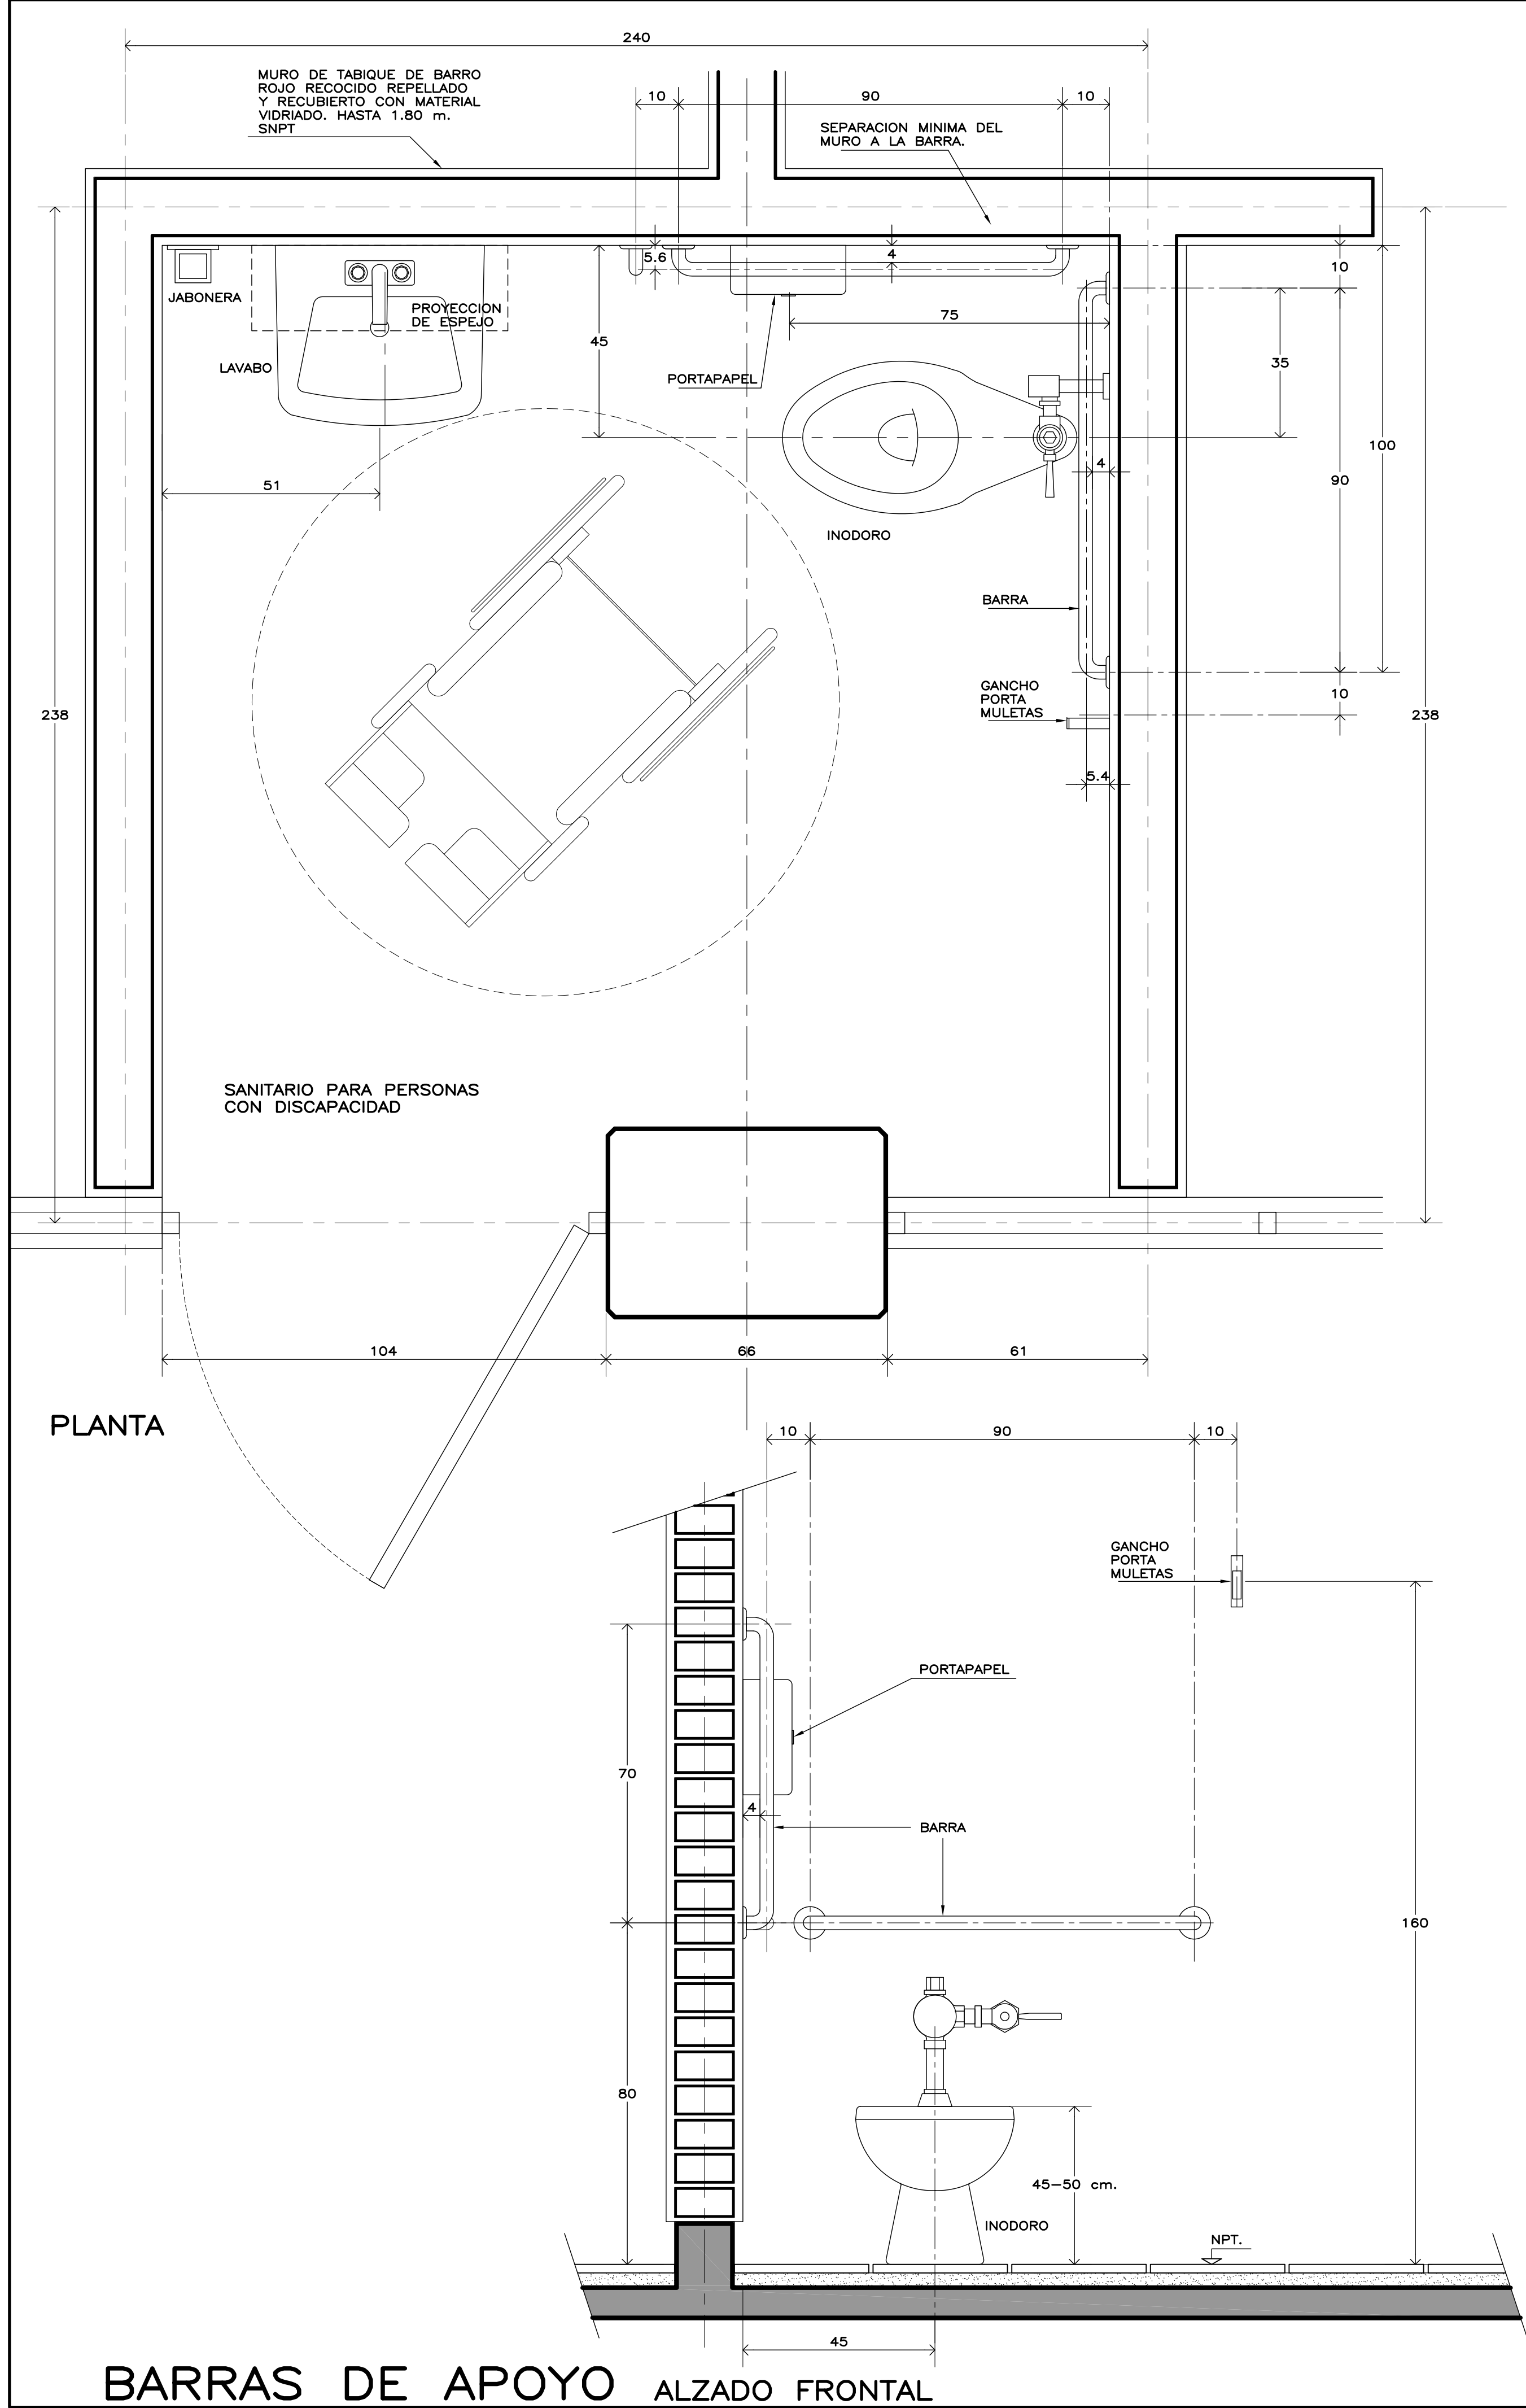 240
MURO DE TABIQUE DE BARRO
ROJO RECOCIDO REPELLADO
Y RECUBIERTO CON MATERIAL
VIDRIADO. HASTA 1.80 m.
SNPT
10
90
10
SEPARACION MINIMA DEL
MURO A LA BARRA.
5.6
4
10
JABONERA
PROYECCION
DE ESPEJO
75
45
35
LAVABO
PORTAPAPEL
100
4
90
51
INODORO
BARRA
GANCHO
PORTA
MULETAS
10
238
238
5.4
SANITARIO PARA PERSONAS
CON DISCAPACIDAD
104
66
61
PLANTA
10
90
10
GANCHO
PORTA
MULETAS
PORTAPAPEL
70
4
BARRA
160
80
45-50 cm.
INODORO
NPT.
45
BARRAS DE APOYO ALZADO FRONTAL